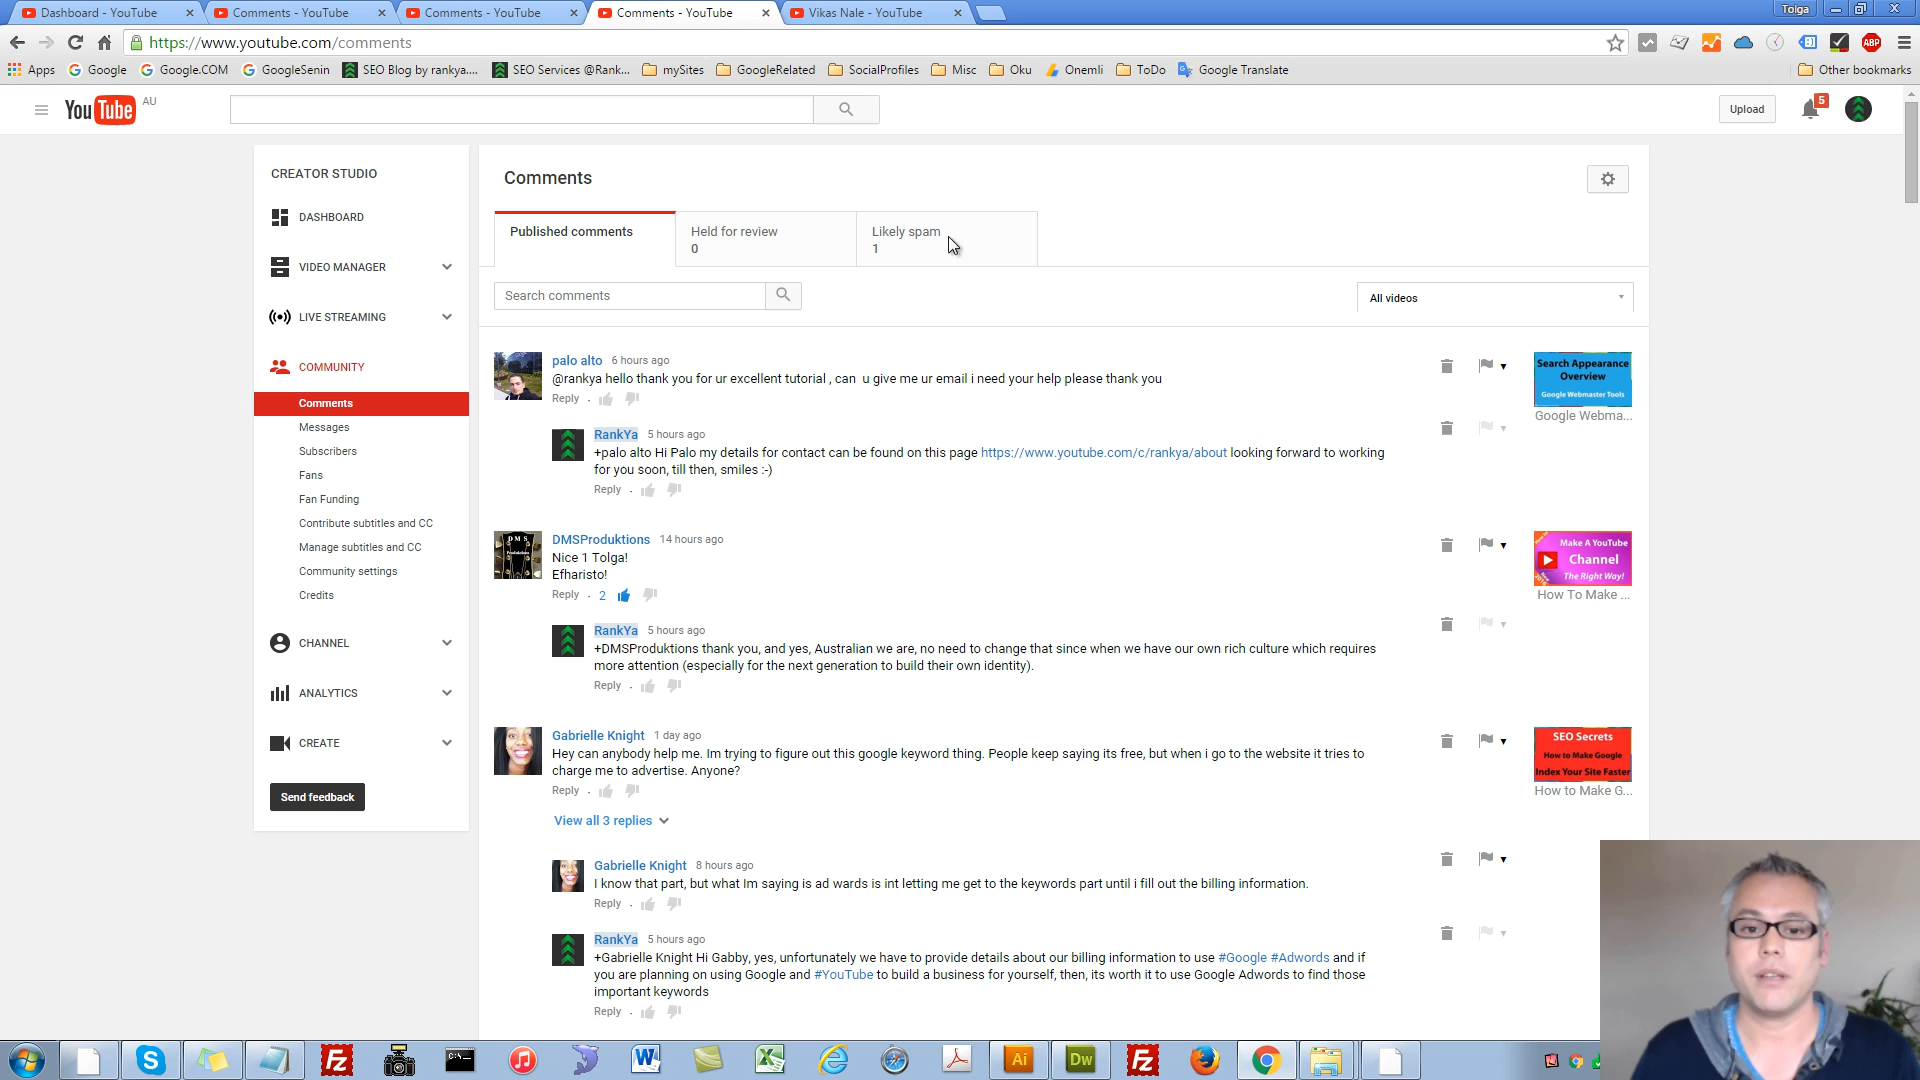 Dashboard - YouTube
Comments - YouTube
Comments - YouTube
Comments - YouTube
Vikas Nale - YouTube
Tolga
https://www.youtube.com/comments
ABP
Apps
Google
Google.COM
GoogleSenin
SEO Blog by rankya....
SEO Services @Rank...
mySites
GoogleRelated
SocialProfiles
Misc
Oku
Onemli
ToDo
Google Translate
Other bookmarks
YouTube AU
Upload
5
CREATOR STUDIO
DASHBOARD
VIDEO MANAGER
LIVE STREAMING
COMMUNITY
Comments
Messages
Subscribers
Fans
Fan Funding
Contribute subtitles and CC
Manage subtitles and CC
Community settings
Credits
CHANNEL
ANALYTICS
CREATE
Send feedback
Comments
Published comments
Held for review
0
Likely spam
1
Search comments
All videos
palo alto 6 hours ago
@rankya hello thank you for ur excellent tutorial , can u give me ur email i need your help please thank you
Reply
Search Appearance
Overview
Google Webmaster Tools
Google Webma...
RankYa 5 hours ago
+palo alto Hi Palo my details for contact can be found on this page https://www.youtube.com/c/rankya/about looking forward to working
for you soon, till then, smiles :-)
Reply
DMS
Produktions
DMSProduktions 14 hours ago
Nice 1 Tolga!
Efharisto!
Reply . 2
Make A YouTube
Channel
The Right Way!
How To Make ...
RankYa 5 hours ago
+DMSProduktions thank you, and yes, Australian we are, no need to change that since when we have our own rich culture which requires
more attention (especially for the next generation to build their own identity).
Reply
Gabrielle Knight 1 day ago
Hey can anybody help me. Im trying to figure out this google keyword thing. People keep saying its free, but when i go to the website it tries to
charge me to advertise. Anyone?
Reply
SEO Secrets
How to Make Google
Index Your Site Faster
How to Make G...
View all 3 replies
Gabrielle Knight 8 hours ago
I know that part, but what Im saying is ad wards is int letting me get to the keywords part until i fill out the billing information.
Reply
RankYa 5 hours ago
+Gabrielle Knight Hi Gabby, yes, unfortunately we have to provide details about our billing information to use #Google #Adwords and if
you are planning on using Google and #YouTube to build a business for yourself, then, its worth it to use Google Adwords to find those
important keywords
Reply
Fz
C:\
W
X
Ai
Dw
Fz